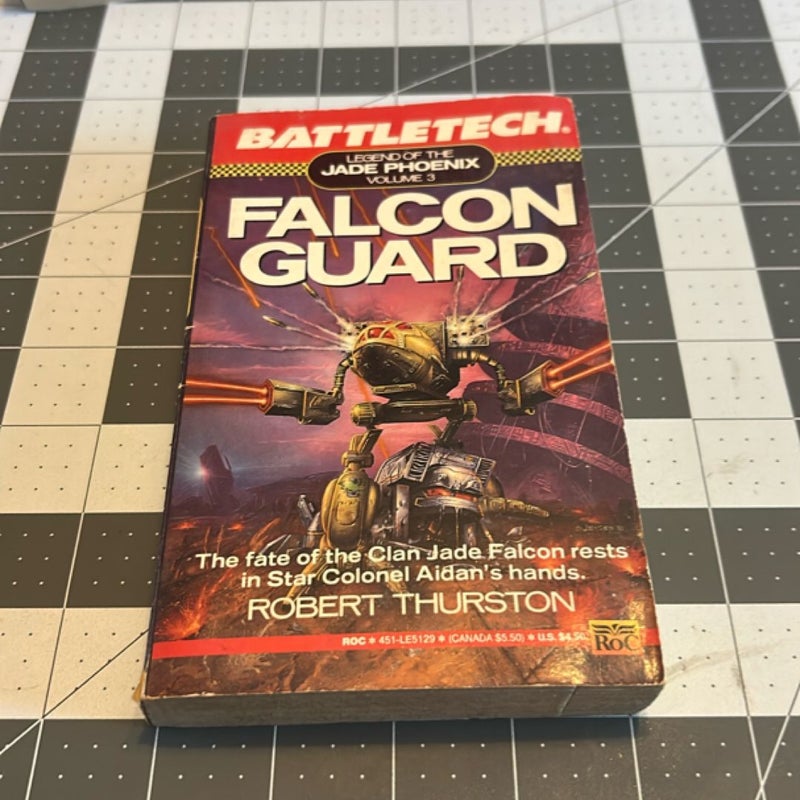 BATTLETECH®
LEGEND OF THE
JADE PHOENIX
VOLUME 3
FALCON
GUARD
The fate of the Clan Jade Falcon rests
in Star Colonel Aidan's hands.
ROBERT THURSTON
ROC * 451-LE5129 * (CANADA $5.50) * U.S. $4.50
ROC